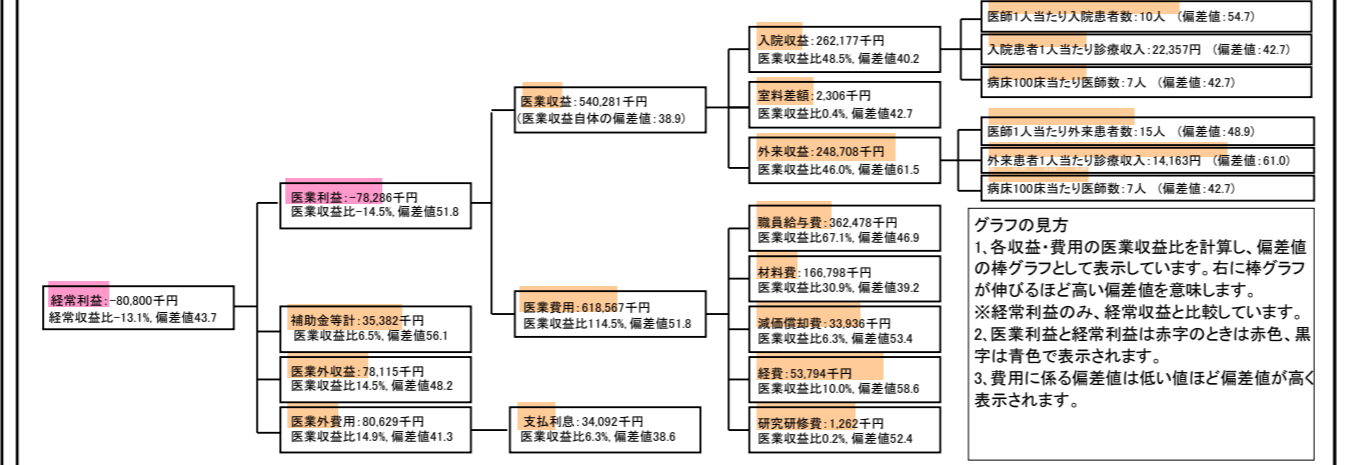 経常利益:-80,800千円
経常収支比-13.1%, 偏差値43.7
医業利益:-78,286千円
医業収益比-14.5%, 偏差値51.8
補助金等計:35,382千円
医業収益比6.5%, 偏差値56.1
医業外収益:78,115千円
医業収益比14.5%, 偏差値48.2
医業外費用:80,629千円
医業収益比14.9%, 偏差値41.3
医業収益:540,281千円
(医業収益自体の偏差値:38.9)
医業費用:618,567千円
医業収益比114.5%, 偏差値51.8
支払利息:34,092千円
医業収益比6.3%, 偏差値38.6
入院収益:262,177千円
医業収益比48.5%, 偏差値40.2
室料差額:2,306千円
医業収益比0.4%, 偏差値42.7
外来収益:248,708千円
医業収益比46.0%, 偏差値61.5
職員給与費:362,478千円
医業収益比67.1%, 偏差値46.9
材料費:166,798千円
医業収益比30.9%, 偏差値39.2
減価償却費:33,936千円
医業収益比6.3%, 偏差値53.4
経費:53,794千円
医業収益比10.0%, 偏差値58.6
研究研修費:1,262千円
医業収益比0.2%, 偏差値52.4
医師1人当たり入院患者数:10人 (偏差値:54.7)
入院患者1人当たり診療収入:22,357円 (偏差値:42.7)
病床100床当たり医師数:7人 (偏差値:42.7)
医師1人当たり外来患者数:15人 (偏差値:48.9)
外来患者1人当たり診療収入:14,163円 (偏差値:61.0)
病床100床当たり医師数:7人 (偏差値:42.7)
グラフの見方
1、各収益・費用の医業収益比を計算し、偏差値
の棒グラフとして表示しています。右に棒グラフ
が伸びるほど高い偏差値を意味します。
※経常利益のみ、経常収益と比較しています。
2、医業利益と経常利益は赤字のときは赤色、黒
字は青色で表示されます。
3、費用に係る偏差値は低い値ほど偏差値が高く
表示されます。